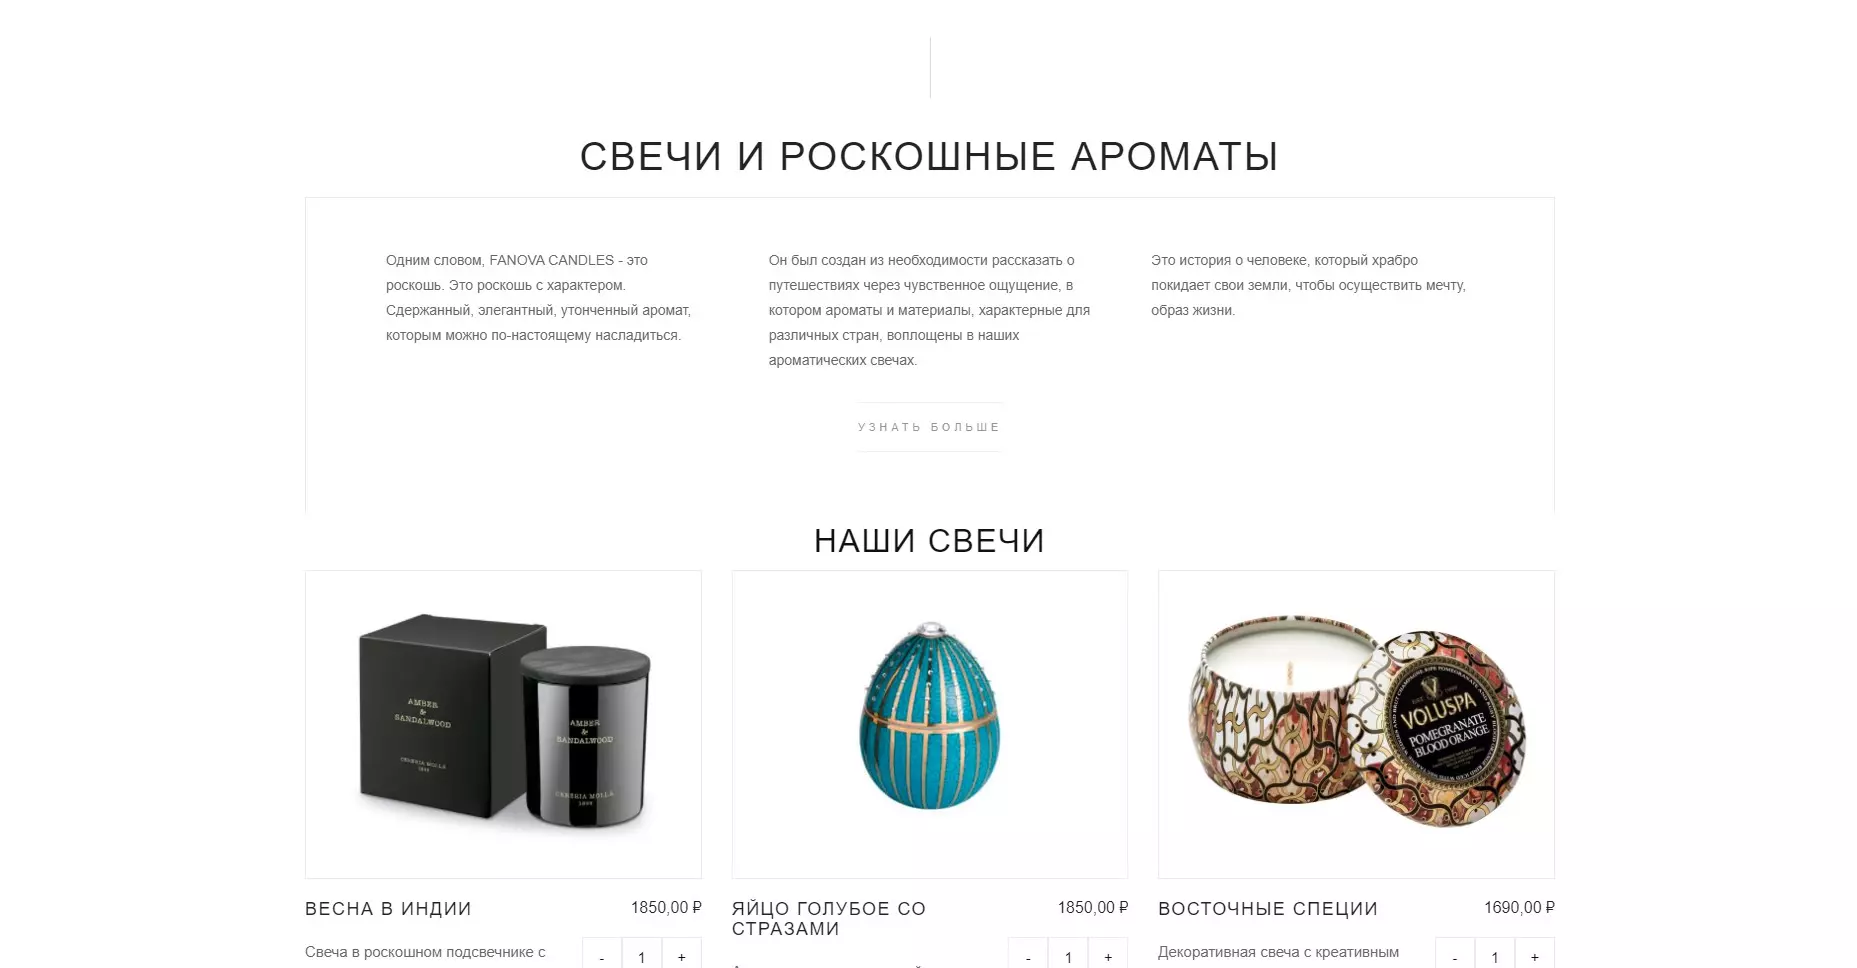 СВЕЧИ И РОСКОШНЫЕ АРОМАТЫ
Одним словом, FANOVA CANDLES - это
роскошь. Это роскошь с характером.
Сдержанный, элегантный, утонченный аромат,
которым можно по-настоящему насладиться.
Он был создан из необходимости рассказать о
путешествиях через чувственное ощущение, в
котором ароматы и материалы, характерные для
различных стран, воплощены в наших
ароматических свечах.
Это история о человеке, который храбро
покидает свои земли, чтобы осуществить мечту,
образ жизни.
УЗНАТЬ БОЛЬШЕ
НАШИ СВЕЧИ
AMBER
&
SANDALWOOD
CERERIA MOLLA
1899
AMBER
&
SANDALWOOD
CERERIA MOLLA
1899
VOLUSPA
POMEGRANATE
BLOOD ORANGE
ВЕСНА В ИНДИИ
1850,00 ₽
Свеча в роскошном подсвечнике с
- 1 +
ЯЙЦО ГОЛУБОЕ СО
СТРАЗАМИ
1850,00 ₽
- 1 +
ВОСТОЧНЫЕ СПЕЦИИ
1690,00 ₽
Декоративная свеча с креативным
- 1 +